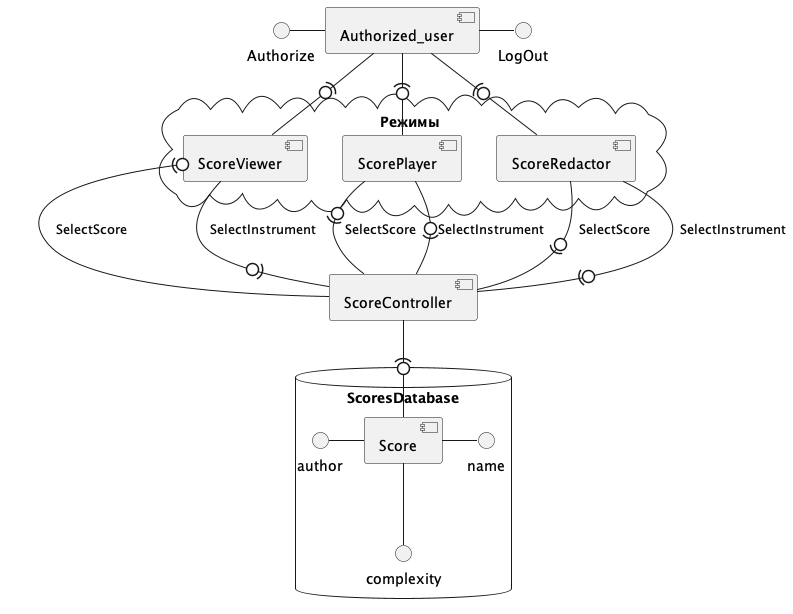 Authorized_user
Authorize
LogOut
Режимы
ScoreViewer
ScorePlayer
ScoreRedactor
SelectScore
SelectInstrument
SelectScore
SelectInstrument
SelectScore
SelectInstrument
ScoreController
ScoresDatabase
Score
author
name
complexity